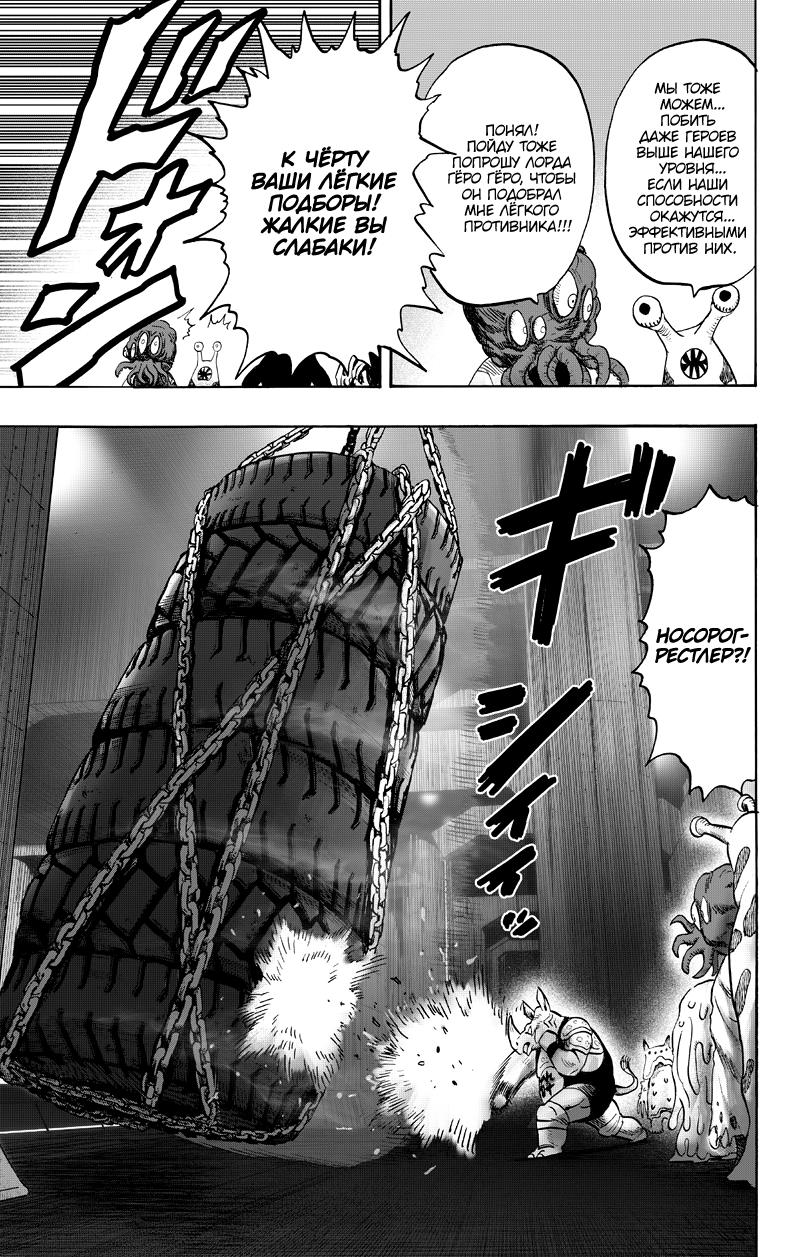 МЫ ТОЖЕ
МОЖЕМ...
ПОБИТЬ
ДАЖЕ ГЕРОЕВ
ВЫШЕ НАШЕГО
УРОВНЯ...
ЕСЛИ НАШИ
СПОСОБНОСТИ
ОКАЖУТСЯ...
ЭФФЕКТИВНЫМИ
ПРОТИВ НИХ.
ПОНЯЛ!
ПОЙДУ ТОЖЕ
ПОПРОШУ ЛОРДА
ГЁРО ГЁРО, ЧТОБЫ
ОН ПОДОБРАЛ
МНЕ ЛЁГКОГО
ПРОТИВНИКА!!!
К ЧЁРТУ
ВАШИ ЛЁГКИЕ
ПОДБОРЫ!
ЖАЛКИЕ ВЫ
СЛАБАКИ!
НОСОРОГ-
РЕСТЛЕР?!